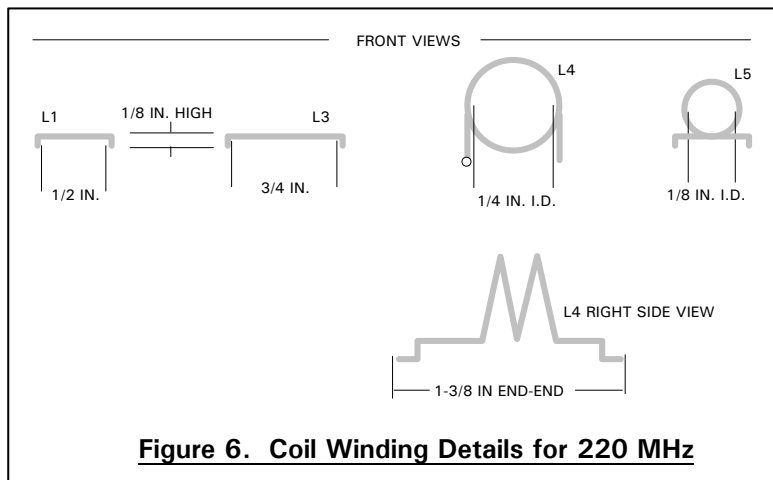 FRONT VIEWS
L4
L5
1/8 IN. HIGH
L1
L3
1/2 IN.
3/4 IN.
1/4 IN. I.D.
1/8 IN. I.D.
L4 RIGHT SIDE VIEW
1-3/8 IN END-END
Figure 6. Coil Winding Details for 220 MHz